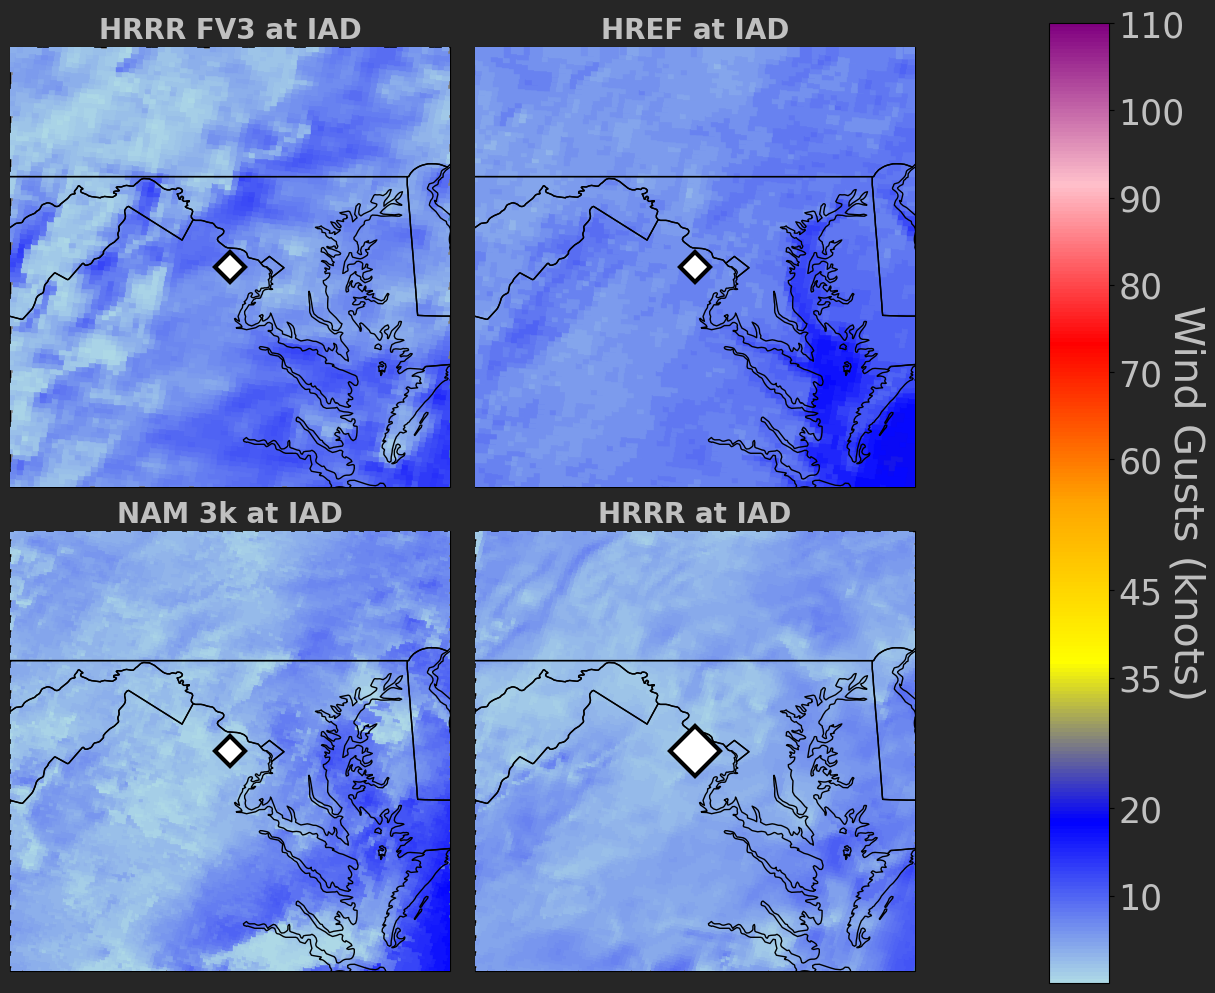 HRRR FV3 at IAD
HREF at IAD
NAM 3k at IAD
HRRR at IAD
110
100
90
80
70
60
45
35
20
10
Wind Gusts (knots)